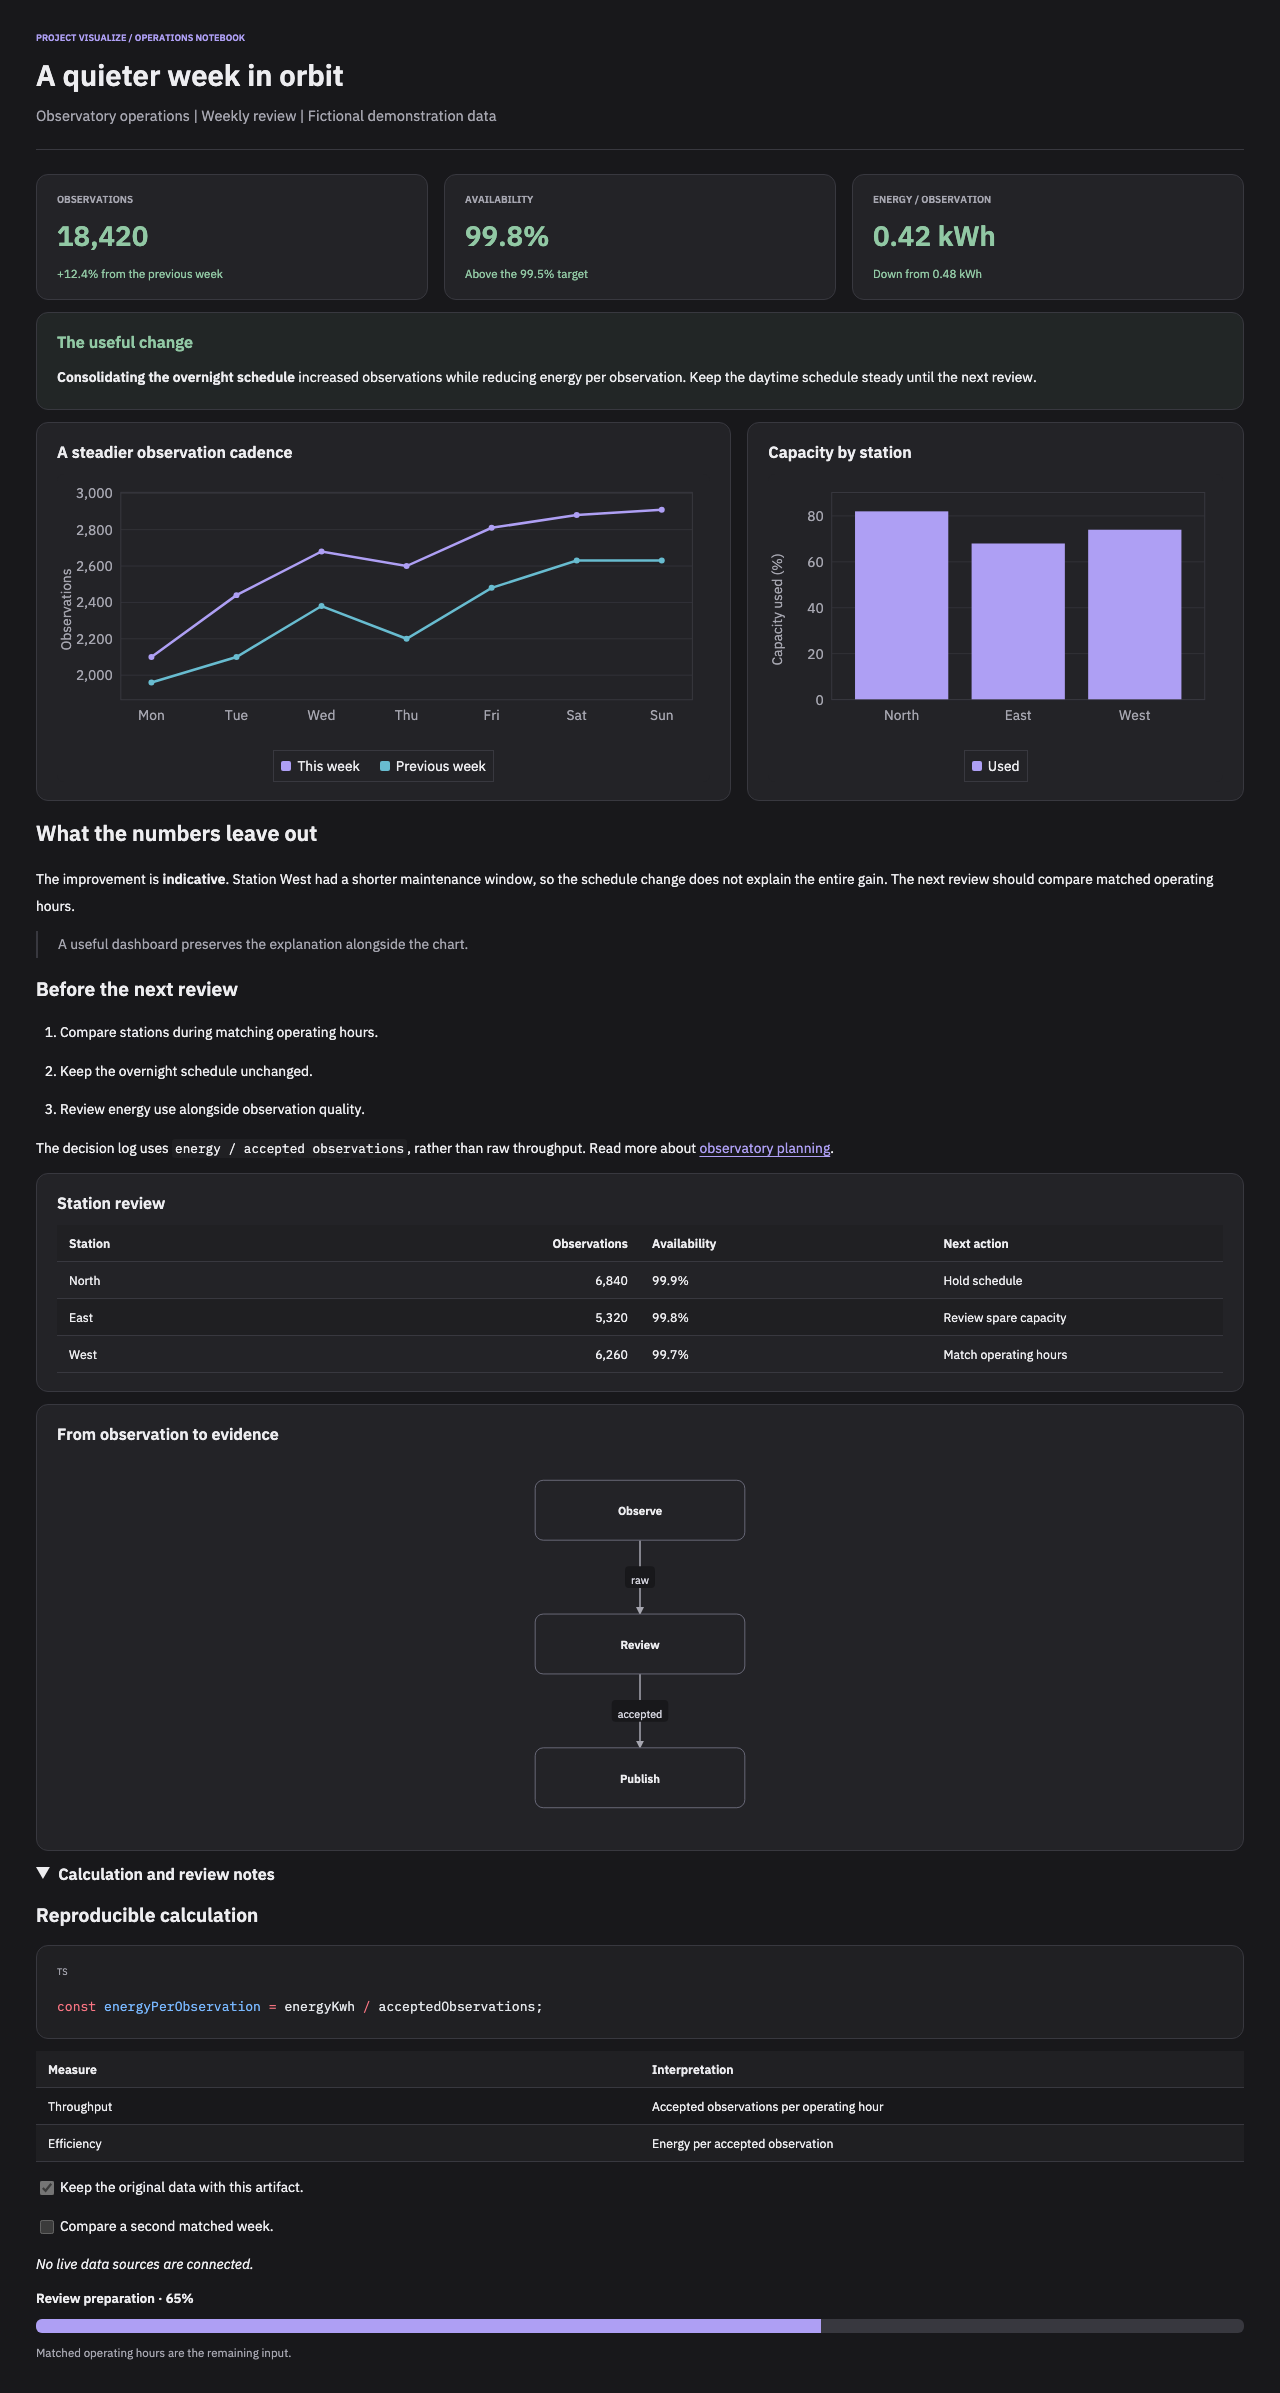 PROJECT VISUALIZE / OPERATIONS NOTEBOOK
A quieter week in orbit
Observatory operations | Weekly review | Fictional demonstration data
OBSERVATIONS
18,420
+12.4% from the previous week
AVAILABILITY
99.8%
Above the 99.5% target
ENERGY / OBSERVATION
0.42 kWh
Down from 0.48 kWh
The useful change
Consolidating the overnight schedule increased observations while reducing energy per observation. Keep the daytime schedule steady until the next review.
A steadier observation cadence
Observations
3,000
2,800
2,600
2,400
2,200
2,000
Mon Tue Wed Thu Fri Sat Sun
This week Previous week
Capacity by station
Capacity used (%)
80
60
40
20
0
North East West
Used
What the numbers leave out
The improvement is indicative. Station West had a shorter maintenance window, so the schedule change does not explain the entire gain. The next review should compare matched operating
hours.
A useful dashboard preserves the explanation alongside the chart.
Before the next review
1. Compare stations during matching operating hours.
2. Keep the overnight schedule unchanged.
3. Review energy use alongside observation quality.
The decision log uses energy / accepted observations, rather than raw throughput. Read more about observatory planning.
Station review
Station Observations Availability Next action
North 6,840 99.9% Hold schedule
East 5,320 99.8% Review spare capacity
West 6,260 99.7% Match operating hours
From observation to evidence
Observe
raw
Review
accepted
Publish
Calculation and review notes
Reproducible calculation
TS
const energyPerObservation = energyKwh / acceptedObservations;
Measure Interpretation
Throughput Accepted observations per operating hour
Efficiency Energy per accepted observation
Keep the original data with this artifact.
Compare a second matched week.
No live data sources are connected.
Review preparation · 65%
Matched operating hours are the remaining input.